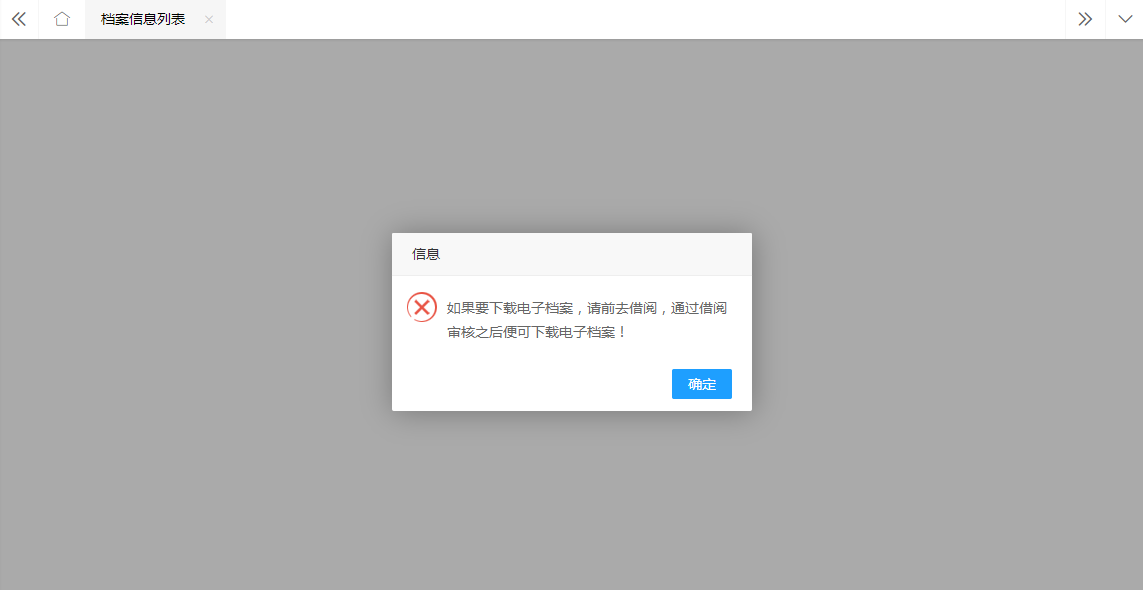 档案信息列表
信息
如果要下载电子档案，请前去借阅，通过借阅
审核之后便可下载电子档案！
确定